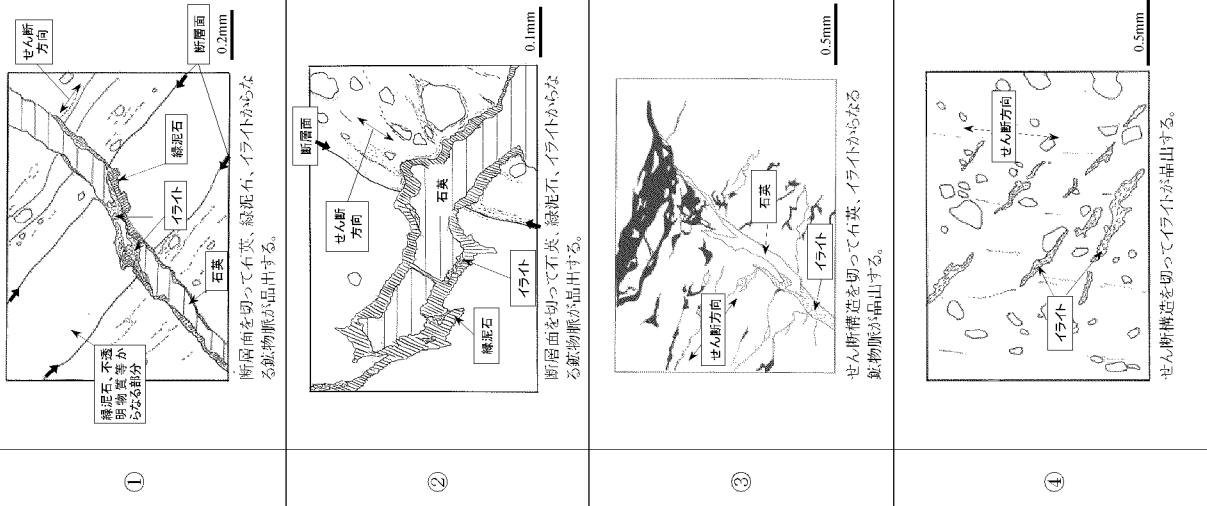 ①
せん断
方向
断層面
0.2mm
緑泥石
イライト
石英
緑泥石、不透
明物質等か
らなる部分
断層面を切って石英、緑泥石、イライトからな
る鉱物脈が晶出する。
②
断層面
せん断
方向
石英
イライト
緑泥石
0.1mm
断層面を切って石英、緑泥石、イライトからな
る鉱物脈が晶出する。
③
せん断方向
石英
イライト
0.5mm
せん断構造を切って石英、イライトからなる
鉱物脈が晶出する。
④
せん断方向
イライト
0.5mm
せん断構造を切ってイライトが晶出する。